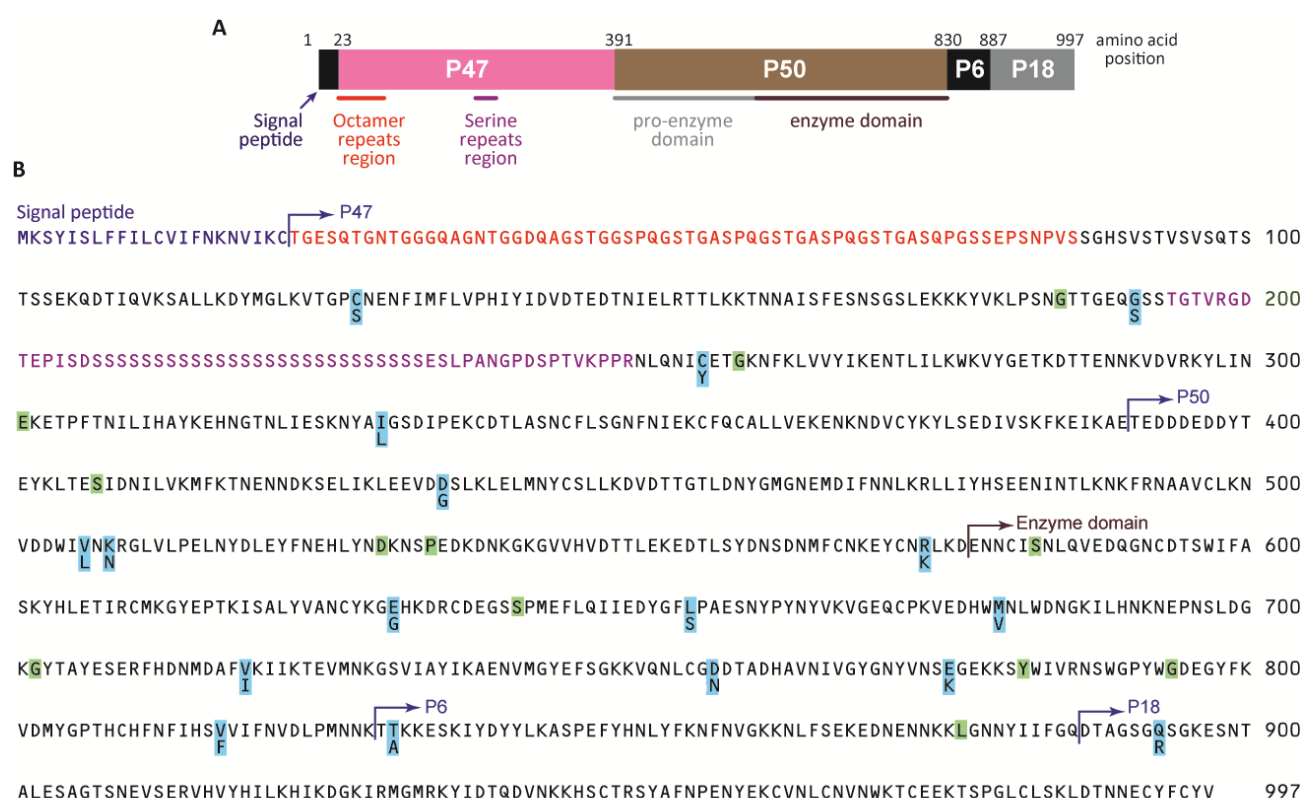 A
1 23 391 830 887 997 amino acid position
P47 P50 P6 P18
Signal peptide
Octamer repeats region
Serine repeats region
pro-enzyme domain
enzyme domain
B
Signal peptide P47
MKSYISLFFILCVIFNKNVIKCTGESQTGNTGGGQAGNTGGDQAGSTGGSPQGSTGASPQGSTGASPQGSTGASQPGSSEPSNPVSSGHSVSTVSVSQTS 100
TSSEKQDTIQVKSALLKDYMGLKVTGPCNENFIMFLVPHIYIDVDTEDTNIELRTTLKKTNNAISFESNSGSLEKKKYVKLPSNGTTGEQGSSTGTVRGD 200
S S
TEPISDSSSSSSSSSSSSSSSSSSSSSSSSSSSESLPANGPDSPTVKPPRNLQNICETGKNFKLVVYIKENTLILKWKVYGETKDTTENNKVDVRKYLIN 300
Y
P50
EKETPFTNILIHAYKEHNGTNLIESKNYAIGSDIPEKCDTLASNCFLSGNFNIEKCFQCALLVEKENKNDVCYKYLSEDIVSKFKEIKAETEDDDEDDYT 400
L
EYKLTESIDNILVKMFKTNENNDKSELIKLEEVDDSLKLELMNYCSLLKDVDTTGTLDNYGMGNEMDIFNNLKRLLIYHSEENINTLKNKFRNAAVCLKN 500
G
Enzyme domain
VDDWIVNKRGLVLPELNYDLEYFNEHLYNDKNSPEDKDNKGKGVVHVDTTLEKEDTLSYDNSDNMFCNKEYCNRLKDENNCISNLQVEDQGNCDTSWIFA 600
L N K
SKYHLETIRCMKGYEPTKISALYVANCYKGEHKDRCDEGSSPMEFLQIIEDYGFLPAESNYPYNYVKVGEQCPKVEDHWMNLWDNGKILHNKNEPNSLDG 700
G S V
KGYTAYESERFHDNMDAFVKIIKTEVMNKGSVIAYIKAENVMGYEFSGKKVQNLCGDDTADHAVNIVGYGNYVNSEGEKKSYWIVRNSWGPYWGDEGYFK 800
I N K
P6 P18
VDMYGPTHCHFNFIHSVVIFNVDLPMNNKTTKKESKIYDYYLKASPEFYHNLYFKNFNVGKKNLFSEKEDNENNKKLGNNYIIFGQDTAGSGQSGKESNT 900
F A R
ALESAGTSNEVSERVHVYHILKHIKDGKIRMGMRKYIDTQDVNKKHSCTRSYAFNPENYEKCVNLCNVNWKTCEEKTSPGLCLSKLDTNNECYFCYV 997